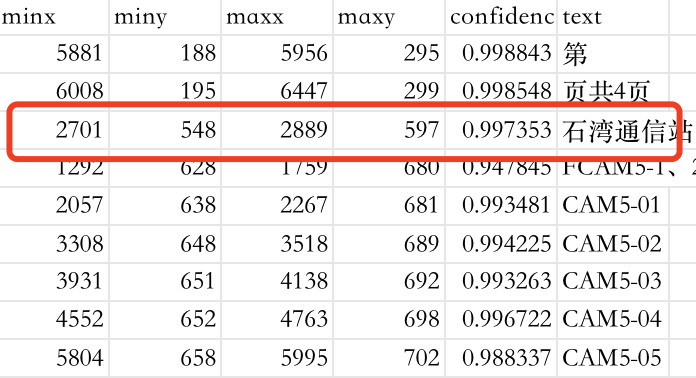 minx miny maxx maxy confidenc text
5881 188 5956 295 0.998843 第
6008 195 6447 299 0.998548 页共4页
2701 548 2889 597 0.997353 石湾通信站
1292 628 1759 680 0.947845 FCAM5-1、2
2057 638 2267 681 0.993481 CAM5-01
3308 648 3518 689 0.994225 CAM5-02
3931 651 4138 692 0.993263 CAM5-03
4552 652 4763 698 0.996722 CAM5-04
5804 658 5995 702 0.988337 CAM5-05